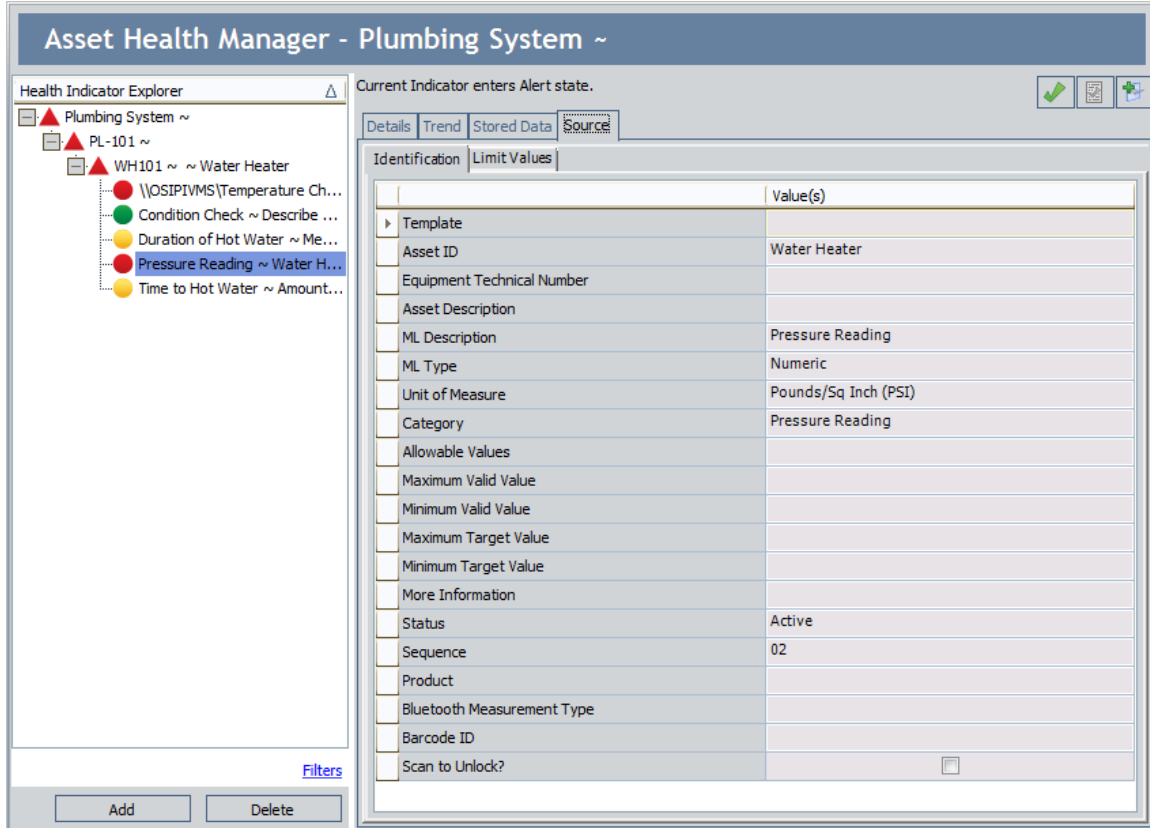 Asset Health Manager - Plumbing System ~
Health Indicator Explorer
Plumbing System ~
PL-101 ~
WH101 ~ ~ Water Heater
\\OSIPIVMS\Temperature Ch...
Condition Check ~ Describe ...
Duration of Hot Water ~ Me...
Pressure Reading ~ Water H...
Time to Hot Water ~ Amount...
Filters
Add Delete
Current Indicator enters Alert state.
Details Trend Stored Data Source
Identification Limit Values
Value(s)
Template
Asset ID Water Heater
Equipment Technical Number
Asset Description
ML Description Pressure Reading
ML Type Numeric
Unit of Measure Pounds/Sq Inch (PSI)
Category Pressure Reading
Allowable Values
Maximum Valid Value
Minimum Valid Value
Maximum Target Value
Minimum Target Value
More Information
Status Active
Sequence 02
Product
Bluetooth Measurement Type
Barcode ID
Scan to Unlock?